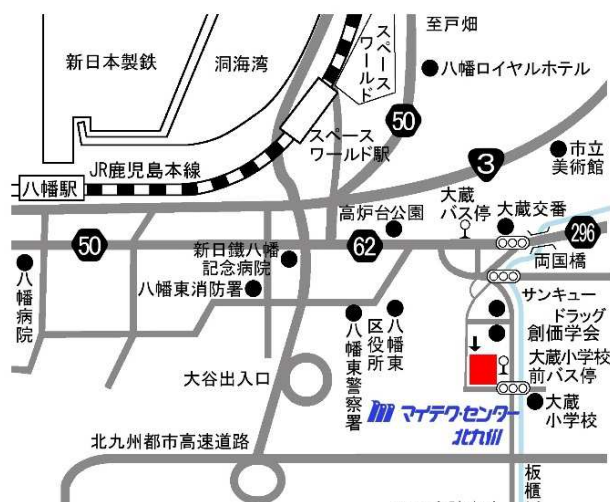 至戸畑
スペース
ワールド
新日本製鉄
洞海湾
八幡ロイヤルホテル
50
スペース
ワールド駅
3
市立
美術館
JR鹿児島本線
八幡駅
大蔵
バス停
大蔵交番
高炉台公園
50
62
296
新日鐵八幡
記念病院
両国橋
八幡病院
八幡東消防署
サンキュー
ドラッグ
創価学会
八幡東
区役所
八幡東警察署
大蔵小学校
前バス停
大谷出入口
マイテク・センター
北九州
大蔵
小学校
北九州都市高速道路
板櫃